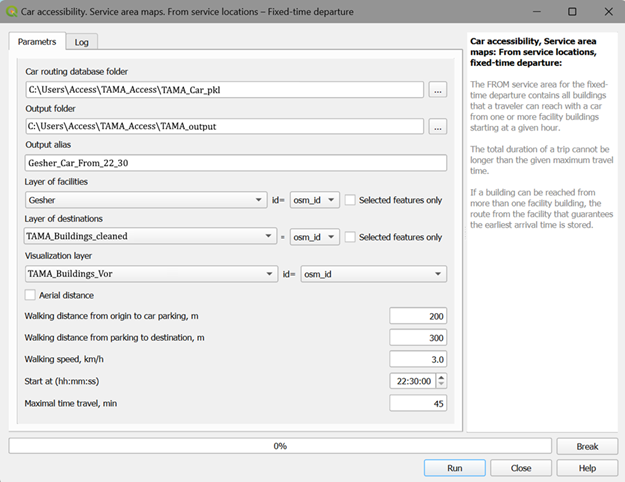 Car accessibility. Service area maps. From service locations – Fixed-time departure
Parametrs
Log
Car routing database folder
C:\Users\Access\TAMA_Access\TAMA_Car_pkl
...
Output folder
C:\Users\Access\TAMA_Access\TAMA_output
...
Output alias
Gesher_Car_From_22_30
Layer of facilities
Gesher id= osm_id Selected features only
Layer of destinations
TAMA_Buildings_cleaned = osm_id Selected features only
Visualization layer
TAMA_Buildings_Vor id= osm_id
Aerial distance
Walking distance from origin to car parking, m 200
Walking distance from parking to destination, m 300
Walking speed, km/h 3.0
Start at (hh:mm:ss) 22:30:00
Maximal time travel, min 45
Car accessibility, Service area
maps: From service locations,
fixed-time departure:
The FROM service area for the fixed-
time departure contains all buildings
that a traveler can reach with a car
from one or more facility buildings
starting at a given hour.
The total duration of a trip cannot be
longer than the given maximum travel
time.
If a building can be reached from
more than one facility building, the
route from the facility that guarantees
the earliest arrival time is stored.
0%
Break
Run
Close
Help